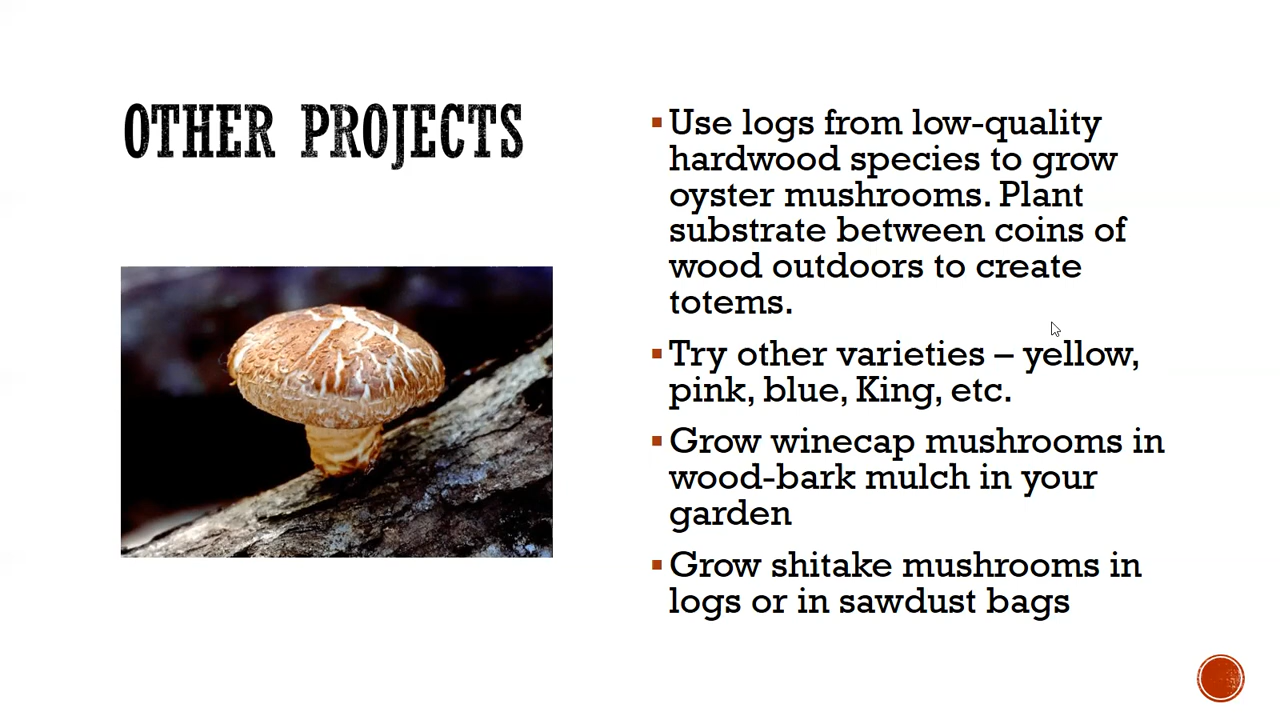 OTHER PROJECTS
Use logs from low-quality
hardwood species to grow
oyster mushrooms. Plant
substrate between coins of
wood outdoors to create
totems.
Try other varieties – yellow,
pink, blue, King, etc.
Grow winecap mushrooms in
wood-bark mulch in your
garden
Grow shitake mushrooms in
logs or in sawdust bags